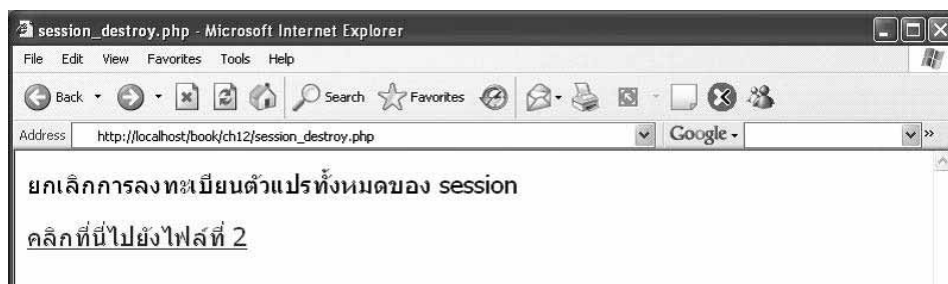 session_destroy.php - Microsoft Internet Explorer
File Edit View Favorites Tools Help
Back Search Favorites
Address http://localhost/book/ch12/session_destroy.php Google
ยกเลิกการลงทะเบียนตัวแปรทั้งหมดของ session
คลิกที่นี่ไปยังไฟล์ที่ 2